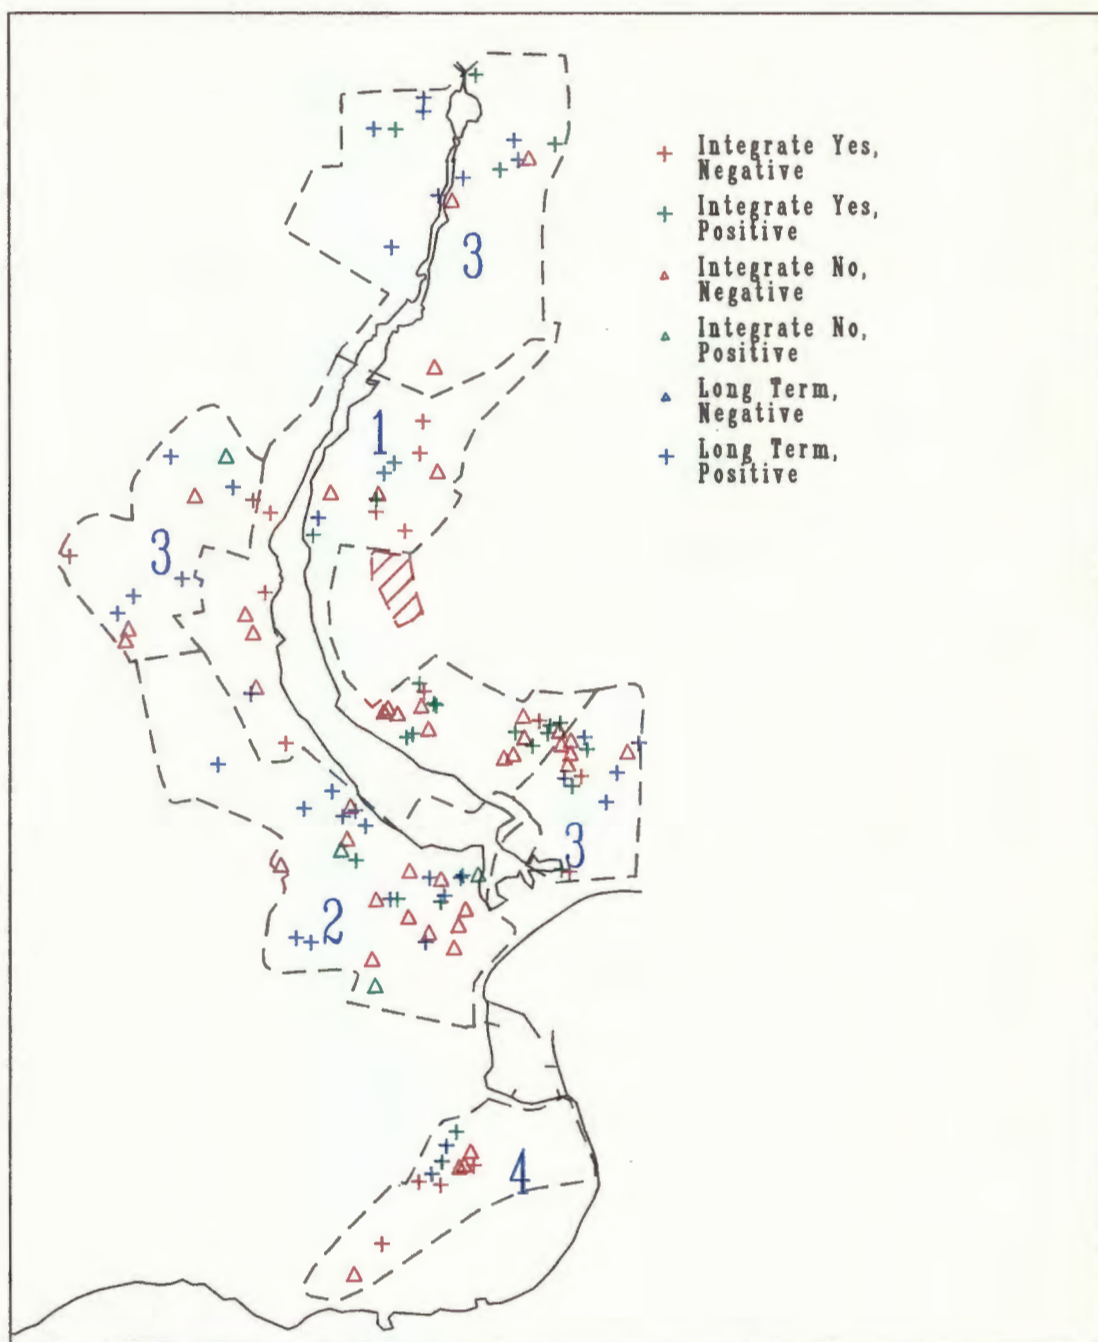 Integrate Yes,
Negative
Integrate Yes,
Positive
3
Integrate No,
Negative
Integrate No,
Positive
Long Term,
Negative
1
Long Term,
Positive
3
3
2
4